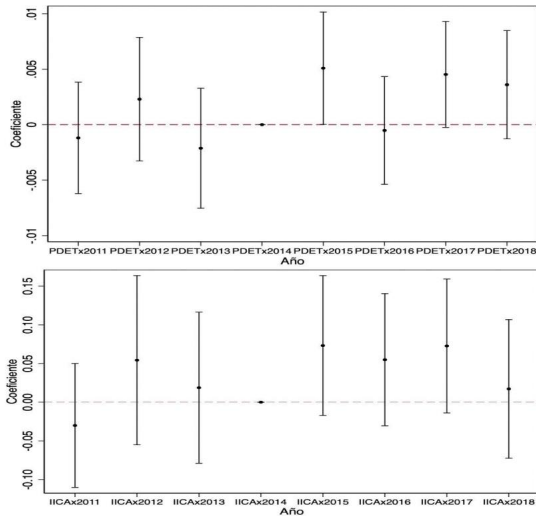 .01
.005
0
-.005
-.01
Coeficiente
PDETx2011 PDETx2012 PDETx2013 PDETx2014 PDETx2015 PDETx2016 PDETx2017 PDETx2018
Año
0.15
0.10
0.05
0.00
-0.05
-0.10
Coeficiente
IICAx2011 IICAx2012 IICAx2013 IICAx2014 IICAx2015 IICAx2016 IICAx2017 IICAx2018
Año